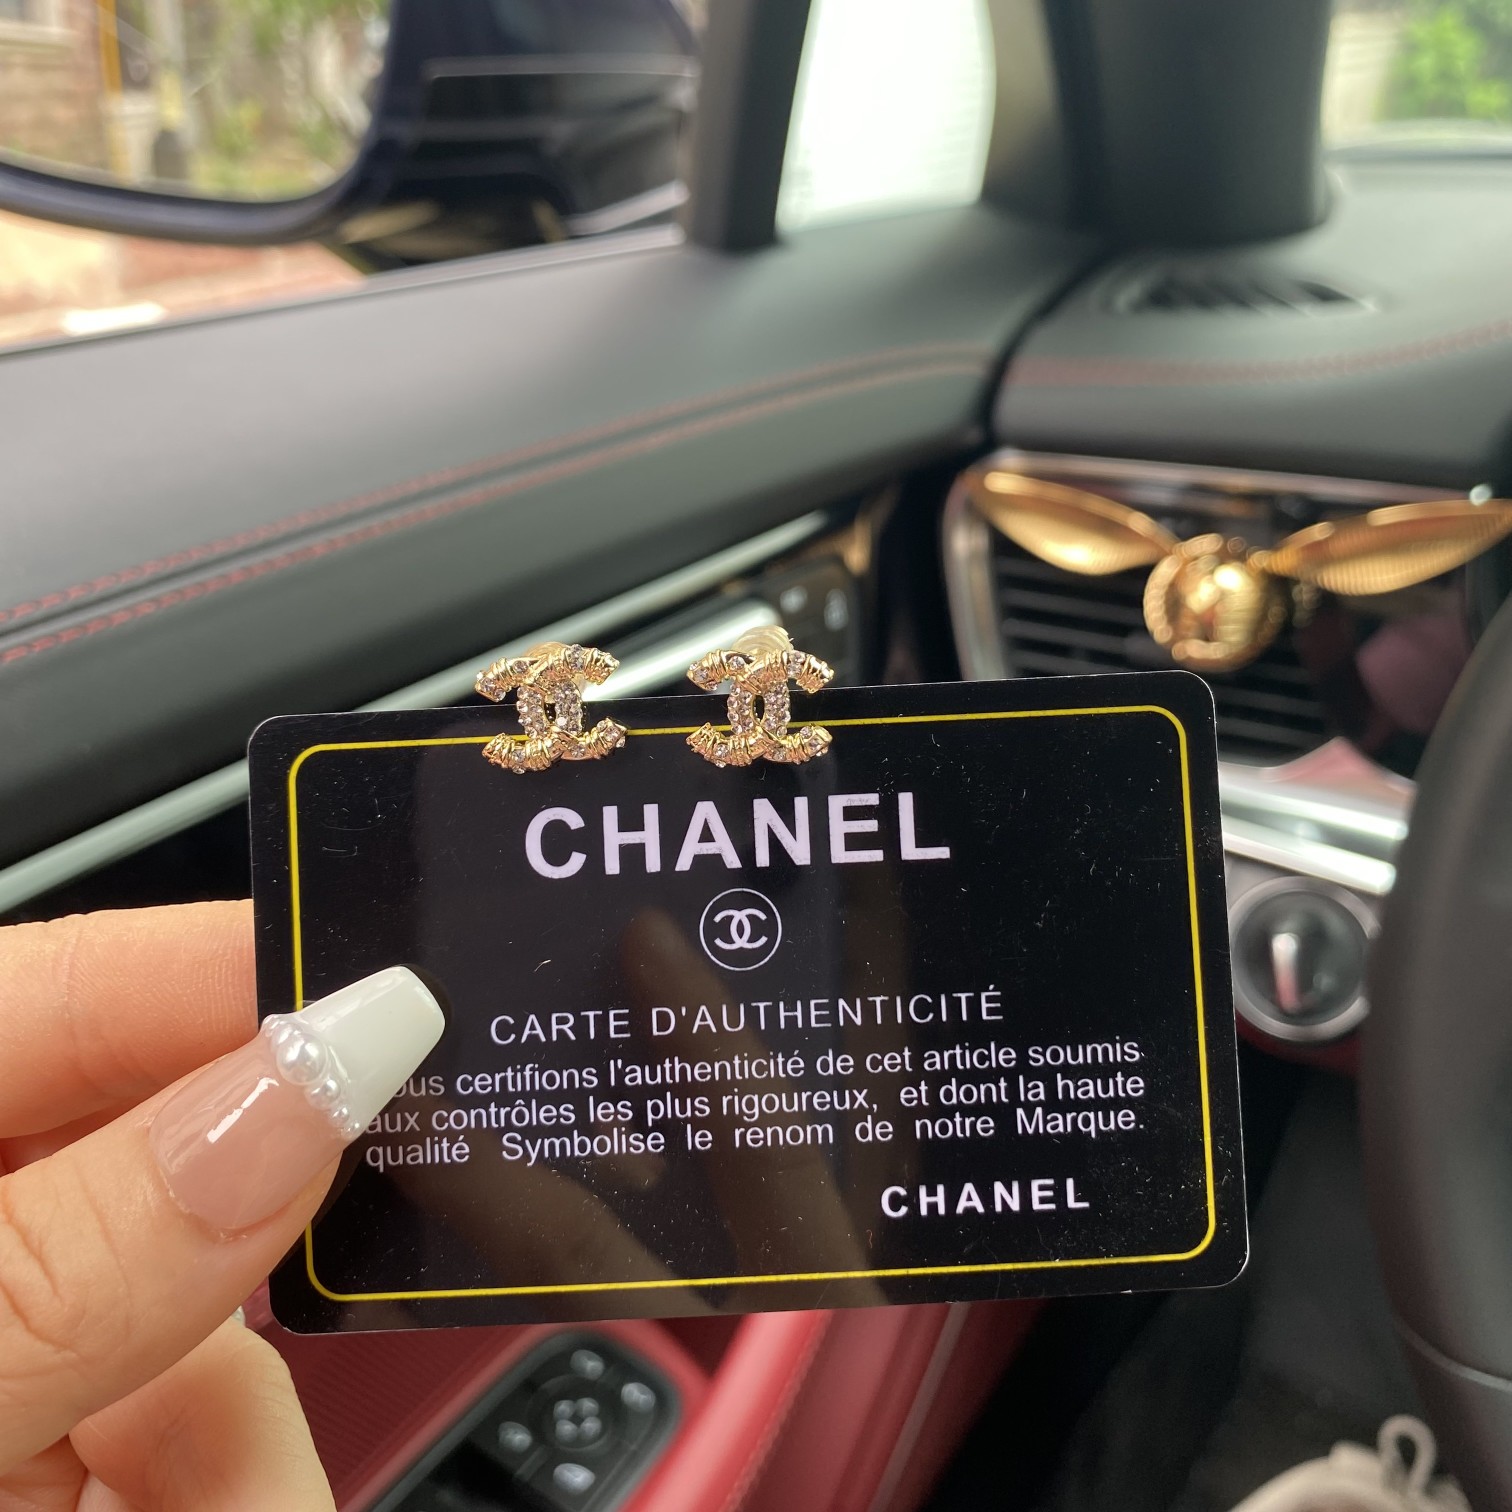 CHANEL
CARTE D'AUTHENTICITÉ
certifions l'authenticité de cet article soumis
aux contrôles les plus rigoureux, et dont la haute
qualité Symbolise le renom de notre Marque.
CHANEL